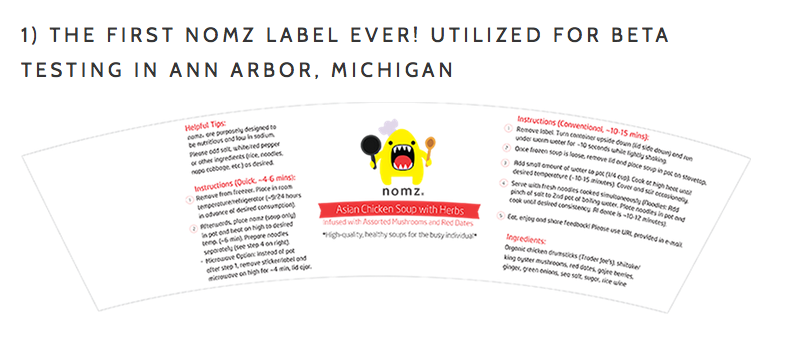 1) THE FIRST NOMZ LABEL EVER! UTILIZED FOR BETA
TESTING IN ANN ARBOR, MICHIGAN
Helpful Tips:
nomz. are purposely designed to
be nutritious and low in sodium.
Please add salt, white/red pepper
or other ingredients (rice, noodles,
napa cabbage, etc.) as desired.
Instructions (Quick, ~4-6 mins):
1 Remove from freezer. Place in room
temperature/refrigerator (~9/24 hours
in advance of desired consumption)
2 Afterwards, place nomz (soup only)
in pot and heat on high to desired
temp. (~6 min). Prepare noodles
separately (see step 4 on right).
- Microwave Option: Instead of pot
after step 1, remove sticker/label and
microwave on high for ~4 min, lid ajar.
nomz.
Asian Chicken Soup with Herbs
Infused with Assorted Mushrooms and Red Dates
*High-quality, healthy soups for the busy individual*
Instructions (Conventional, ~10-15 mins):
1 Remove label. Turn container upside down (lid side down) and run
under warm water for ~10 seconds while lightly shaking.
2 Once frozen soup is loose, remove lid and place soup in pot on stovetop.
3 Add small amount of water to pot (1/4 cup). Cook at high heat until
desired temperature (~10-15 minutes). Cover and stir occasionally.
4 Serve with fresh noodles cooked simultaneously (Noodles: Add
pinch of salt to 2nd pot of boiling water. Place noodles in pot and
cook until desired consistency. Al dante is ~10-12 minutes).
5 Eat, enjoy and share feedback! Please use URL provided in e-mail.
Ingredients:
Organic chicken drumsticks (Trader Joe's), shiitake/
king oyster mushrooms, red dates, gojee berries,
ginger, green onions, sea salt, sugar, rice wine